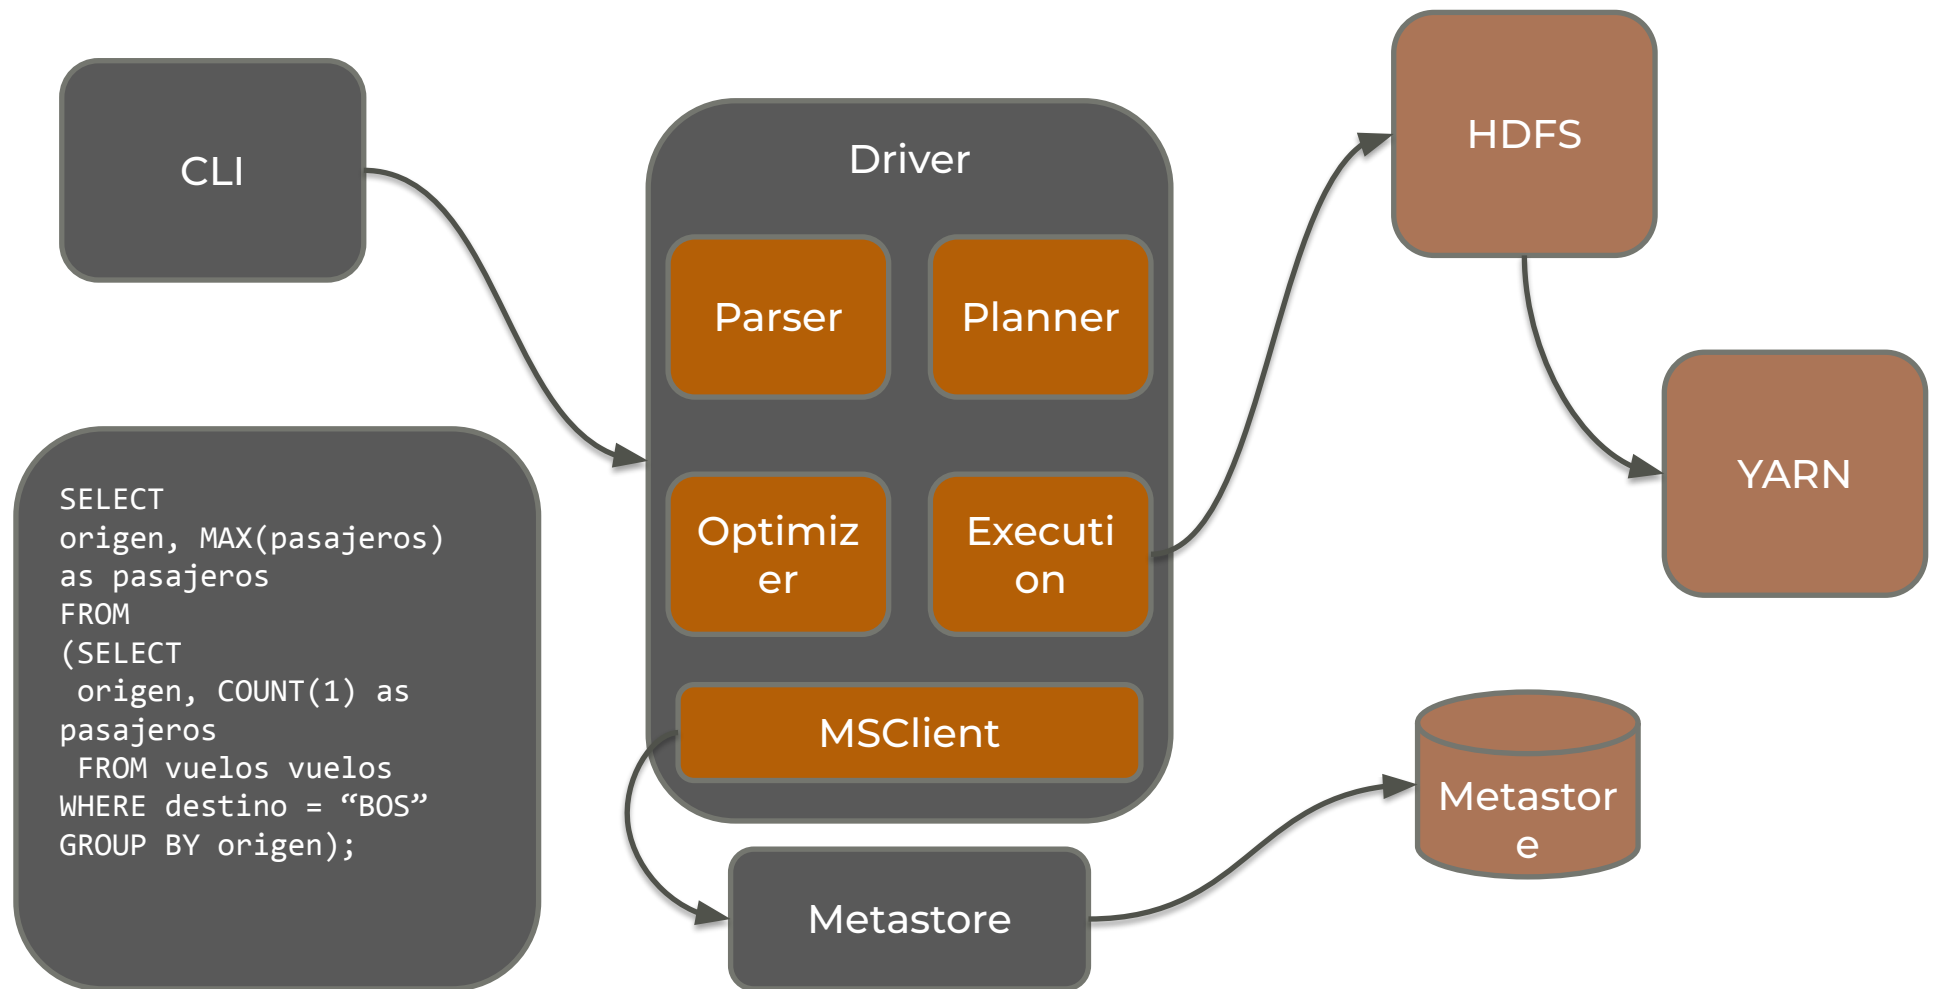 CLI
SELECT
origen, MAX(pasajeros)
as pasajeros
FROM
(SELECT
origen, COUNT(1) as
pasajeros
FROM vuelos vuelos
WHERE destino = “BOS”
GROUP BY origen);
Driver
Parser
Planner
Optimiz
er
Executi
on
MSClient
Metastore
HDFS
YARN
Metastor
e